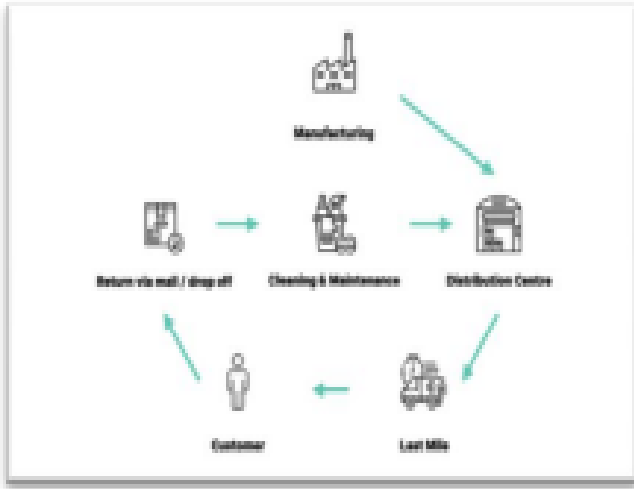 Manufacturing
Return via mail / drop off
Cleaning & Maintenance
Distribution Centre
Customer
Last Mile